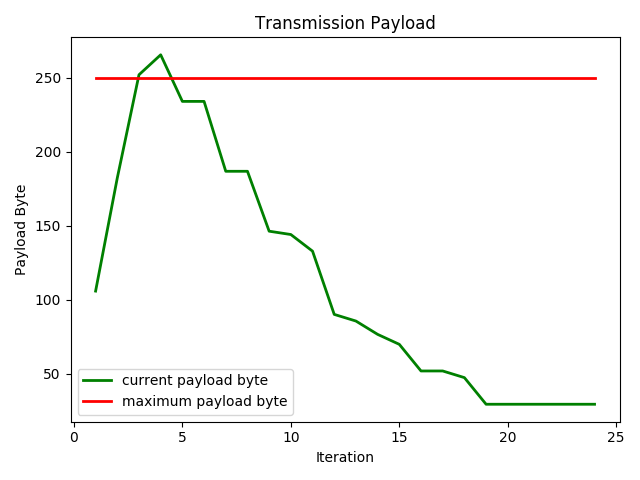 Transmission Payload
250
200
150
100
50
Payload Byte
current payload byte
maximum payload byte
0
5
10
15
20
25
Iteration